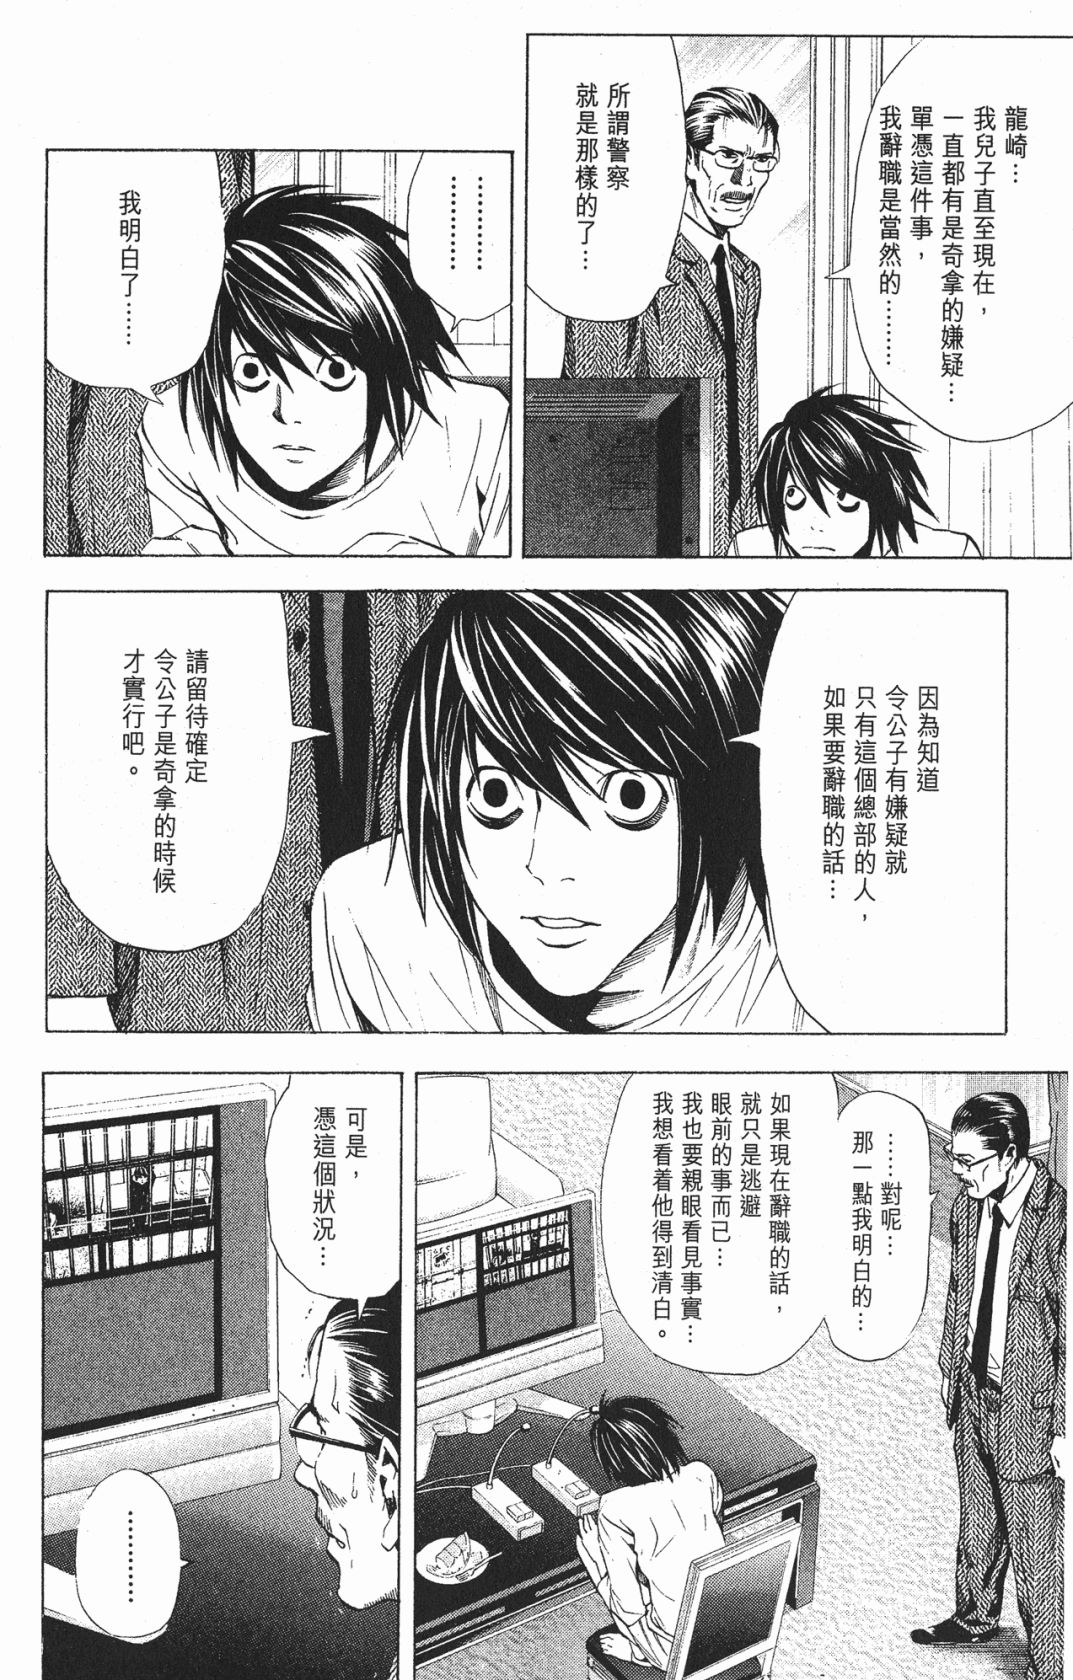 龍崎…
我兒子直至現在，
一直都有是奇拿的嫌疑…
單憑這件事，
我辭職是當然的………
所謂警察
就是那樣的了…
…………
我明白了……
因為知道
令公子有嫌疑就
只有這個總部的人，
如果要辭職的話…
請留待確定
令公子是奇拿的時候
才實行吧。
……對呢…
那一點我明白的…
如果現在辭職的話，
就只是逃避
眼前的事而已…
我也要親眼看見事實…
我想看着他得到清白。
可是，
憑這個狀況…
………